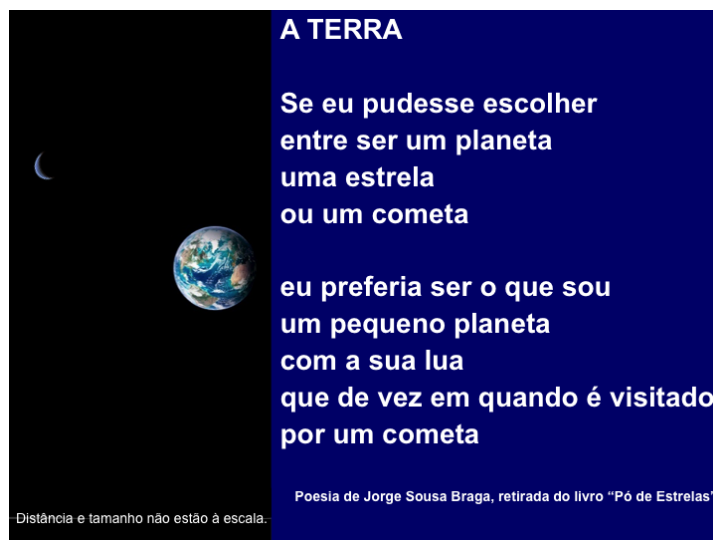 A TERRA
Se eu pudesse escolher
entre ser um planeta
uma estrela
ou um cometa
eu preferia ser o que sou
um pequeno planeta
com a sua lua
que de vez em quando é visitado
por um cometa
Poesia de Jorge Sousa Braga, retirada do livro “Pó de Estrelas”
Distância e tamanho não estão à escala.